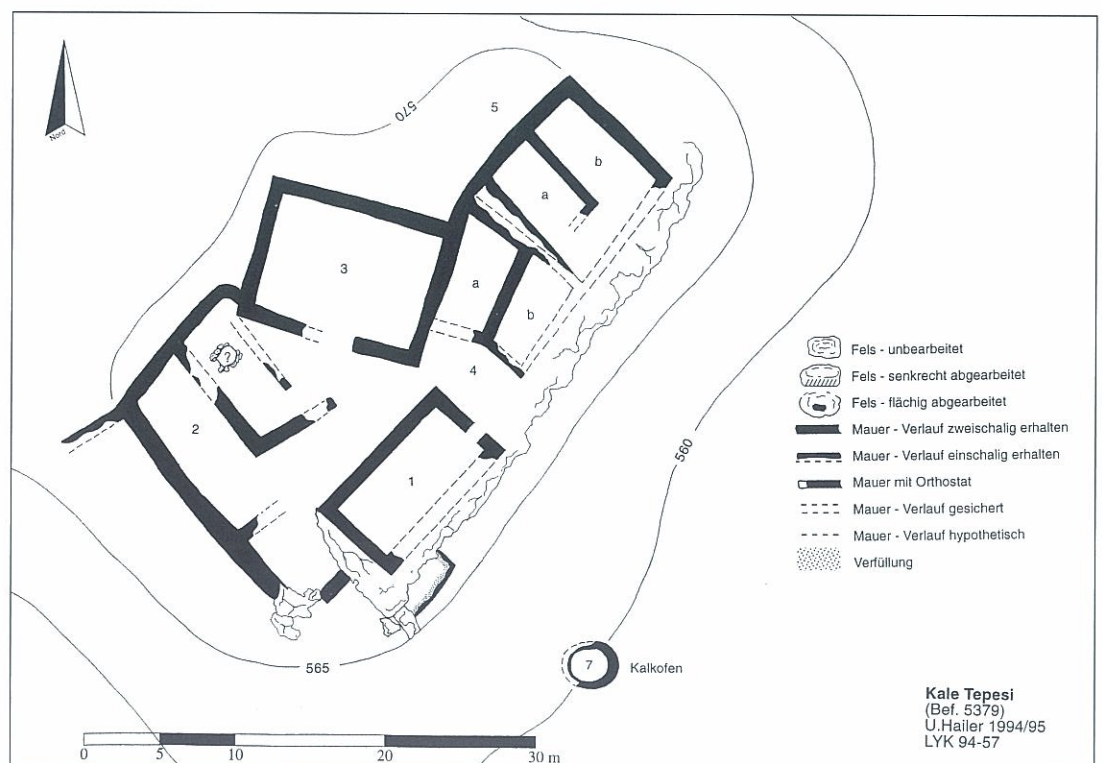 Nord
570
5
b
a
3
a
b
?
4
2
1
560
565
7
Kalkofen
Fels - unbearbeitet
Fels - senkrecht abgearbeitet
Fels - flächig abgearbeitet
Mauer - Verlauf zweischalig erhalten
Mauer - Verlauf einschalig erhalten
Mauer mit Orthostat
Mauer - Verlauf gesichert
Mauer - Verlauf hypothetisch
Verfüllung
Kale Tepesi
(Bef. 5379)
U.Hailer 1994/95
LYK 94-57
0 5 10 20 30 m